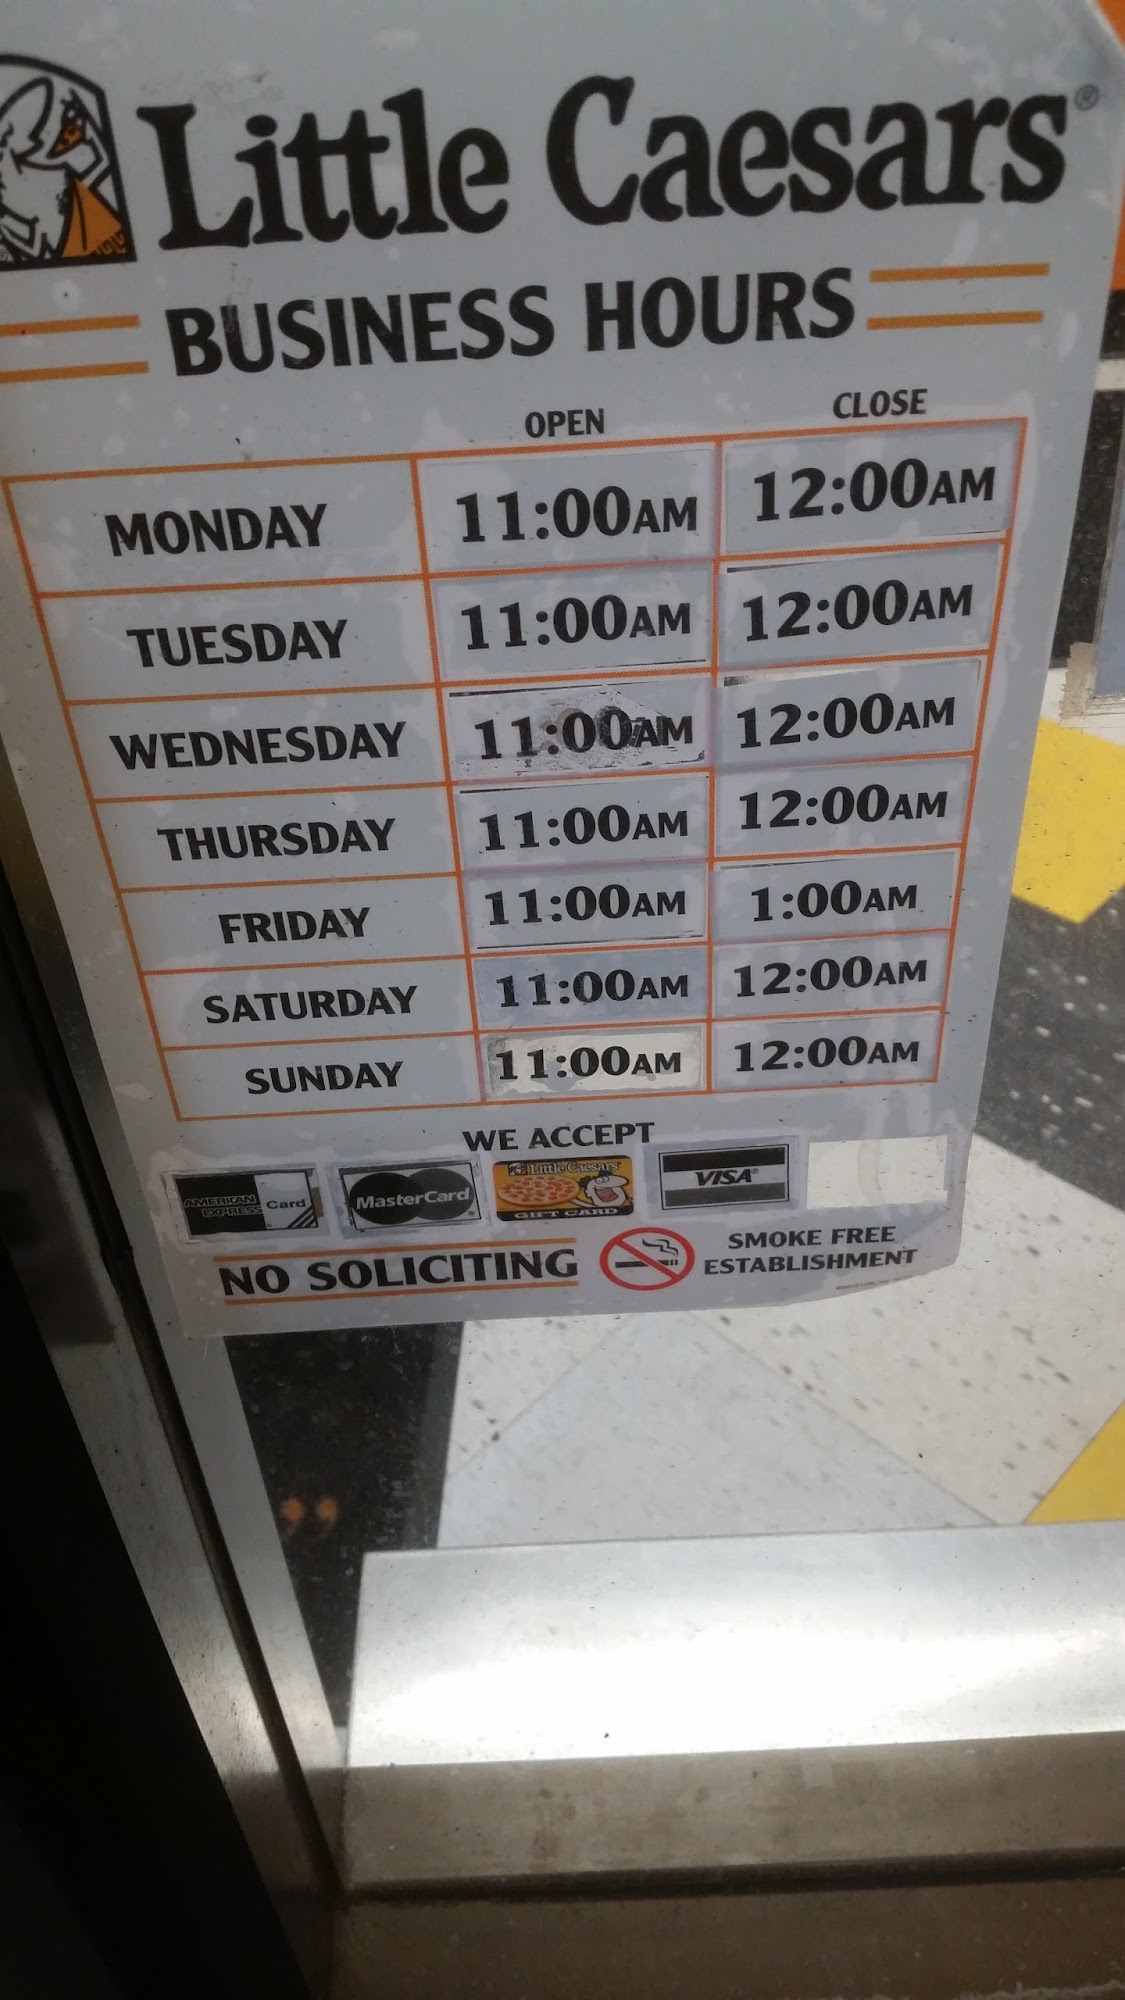 Little Caesars®
BUSINESS HOURS
OPEN CLOSE
MONDAY 11:00AM 12:00AM
TUESDAY 11:00AM 12:00AM
WEDNESDAY 11:00AM 12:00AM
THURSDAY 11:00AM 12:00AM
FRIDAY 11:00AM 1:00AM
SATURDAY 11:00AM 12:00AM
SUNDAY 11:00AM 12:00AM
WE ACCEPT
AMERICAN EXPRESS Card MasterCard Little Caesars GIFT CARD VISA
NO SOLICITING
SMOKE FREE
ESTABLISHMENT